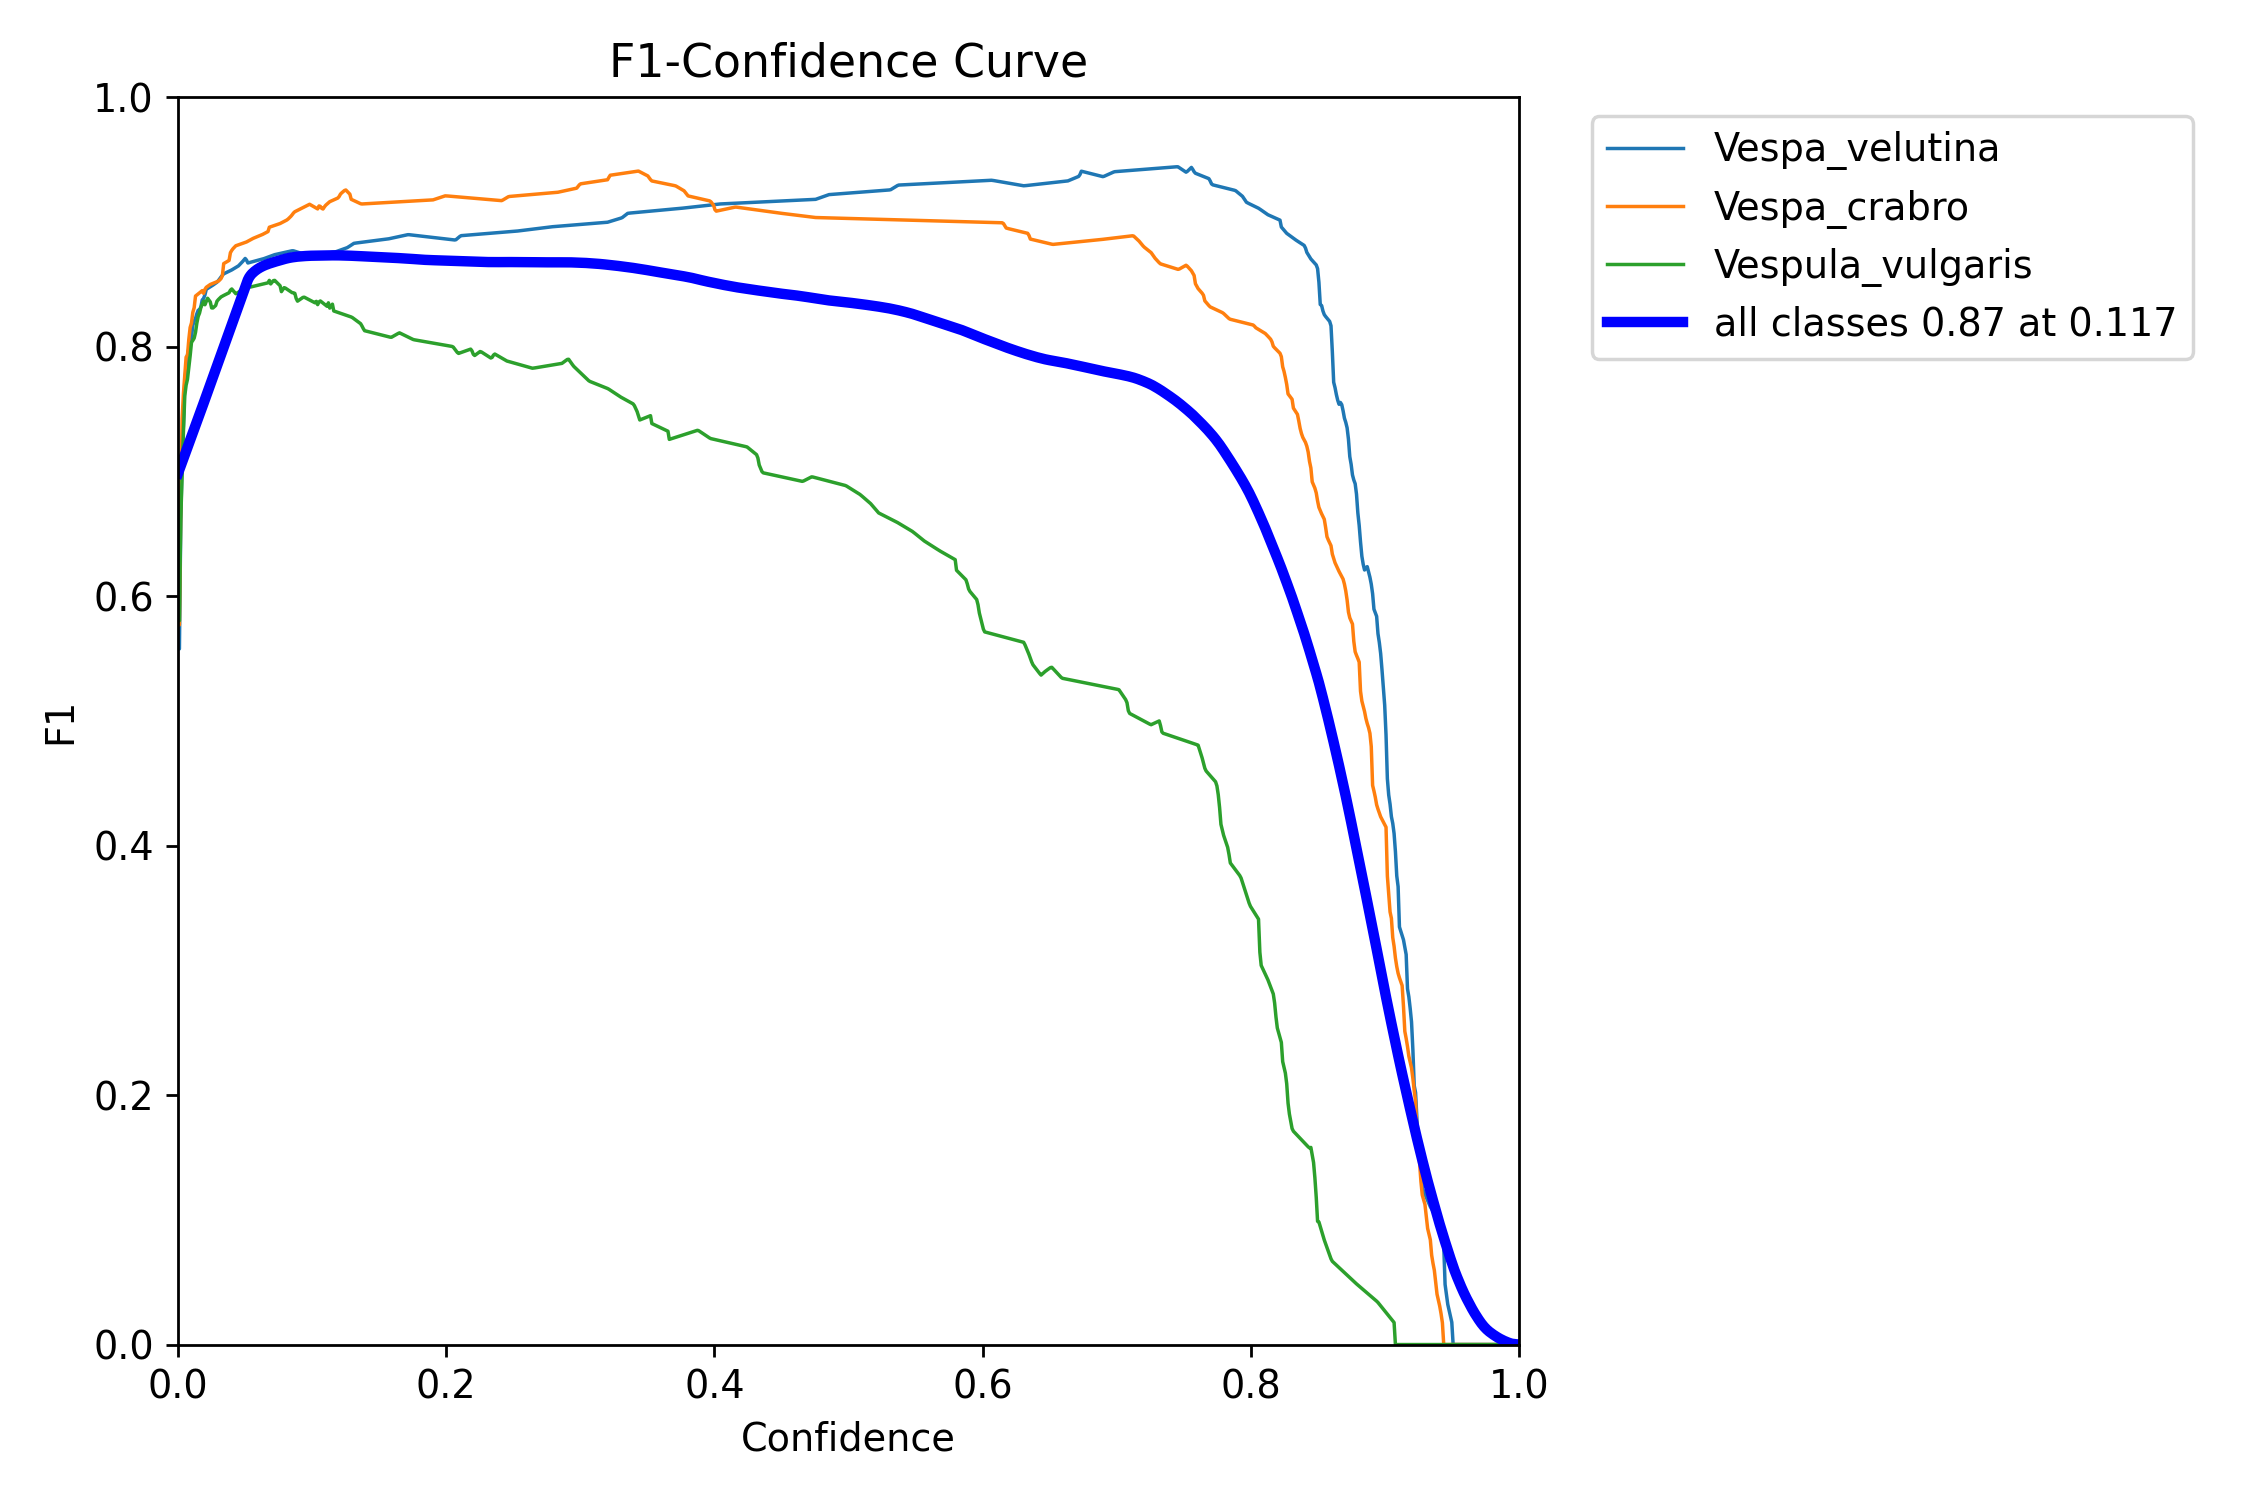 F1-Confidence Curve
1.0
0.8
0.6
0.4
0.2
0.0
F1
0.0 0.2 0.4 0.6 0.8 1.0
Confidence
Vespa_velutina
Vespa_crabro
Vespula_vulgaris
all classes 0.87 at 0.117